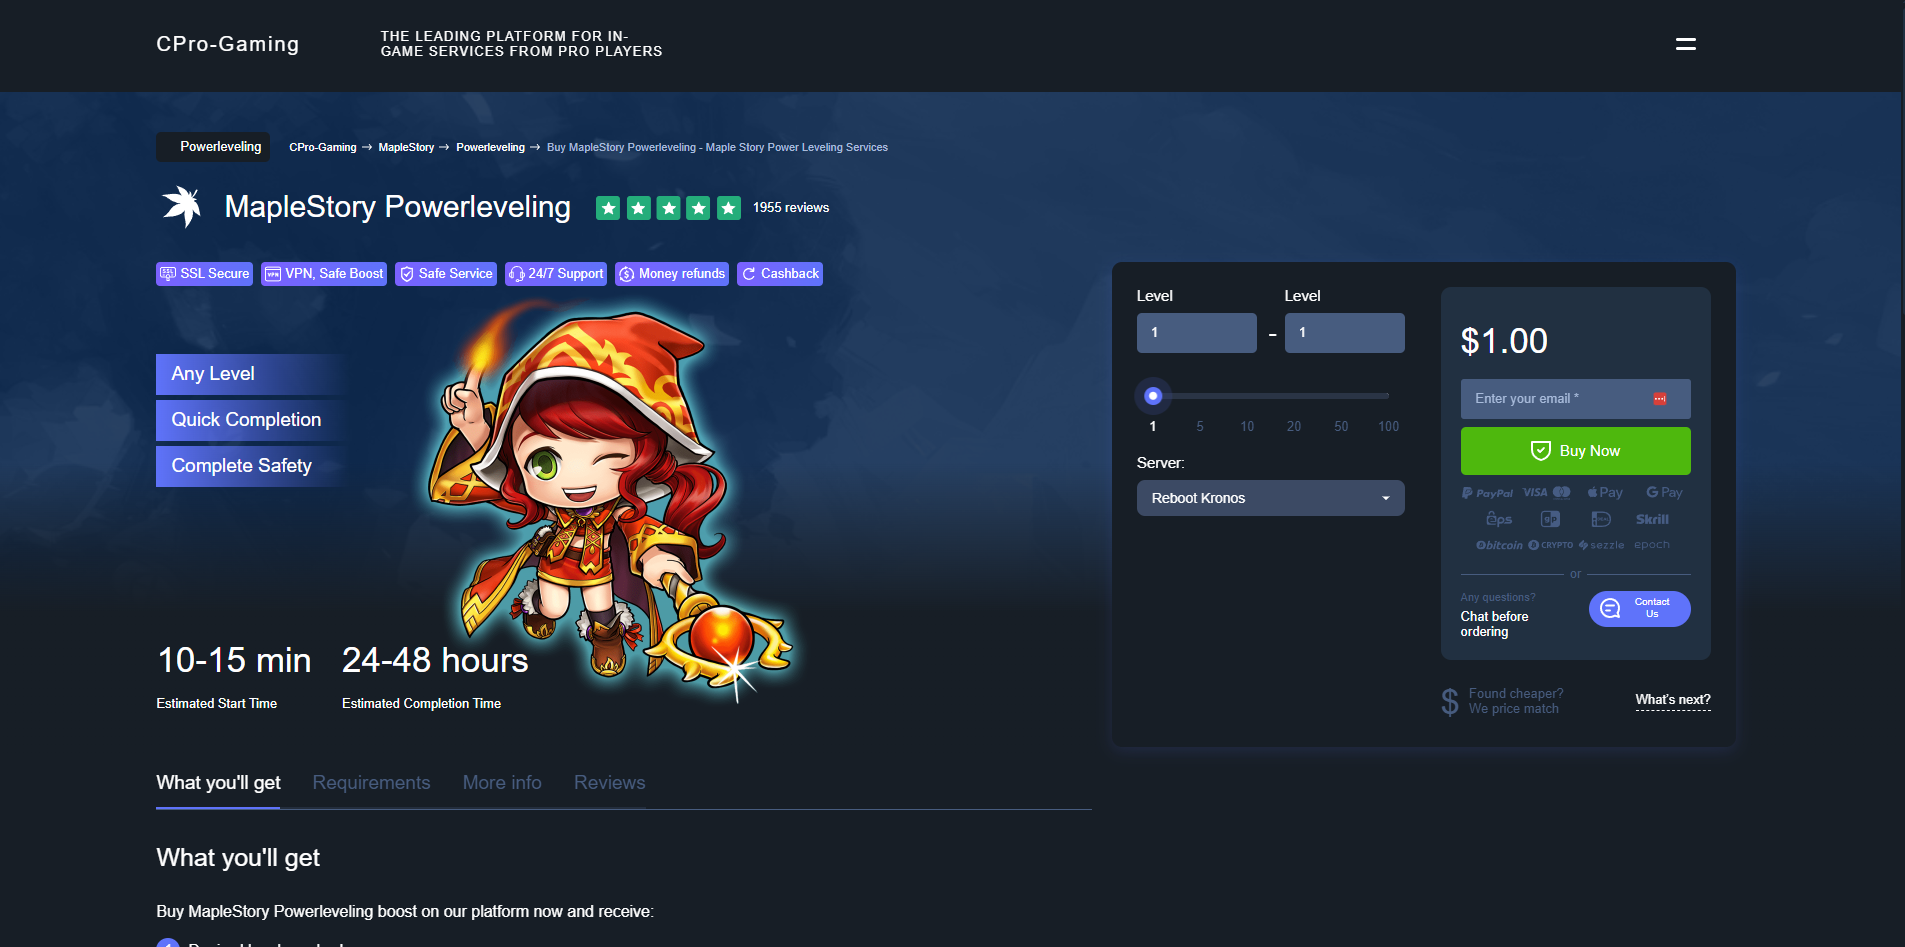 CPro-Gaming
THE LEADING PLATFORM FOR IN-
GAME SERVICES FROM PRO PLAYERS
Powerleveling
CPro-Gaming → MapleStory → Powerleveling → Buy MapleStory Powerleveling - Maple Story Power Leveling Services
MapleStory Powerleveling
1955 reviews
SSL Secure
VPN, Safe Boost
Safe Service
24/7 Support
Money refunds
Cashback
Any Level
Quick Completion
Complete Safety
10-15 min
Estimated Start Time
24-48 hours
Estimated Completion Time
Level
Level
1
-
1
1 5 10 20 50 100
Server:
Reboot Kronos
$1.00
Enter your email *
Buy Now
PayPal VISA Pay G Pay
eps Skrill
bitcoin CRYPTO sezzle epoch
or
Any questions?
Chat before
ordering
Contact
Us
$
Found cheaper?
We price match
What's next?
What you'll get
Requirements
More info
Reviews
What you'll get
Buy MapleStory Powerleveling boost on our platform now and receive: